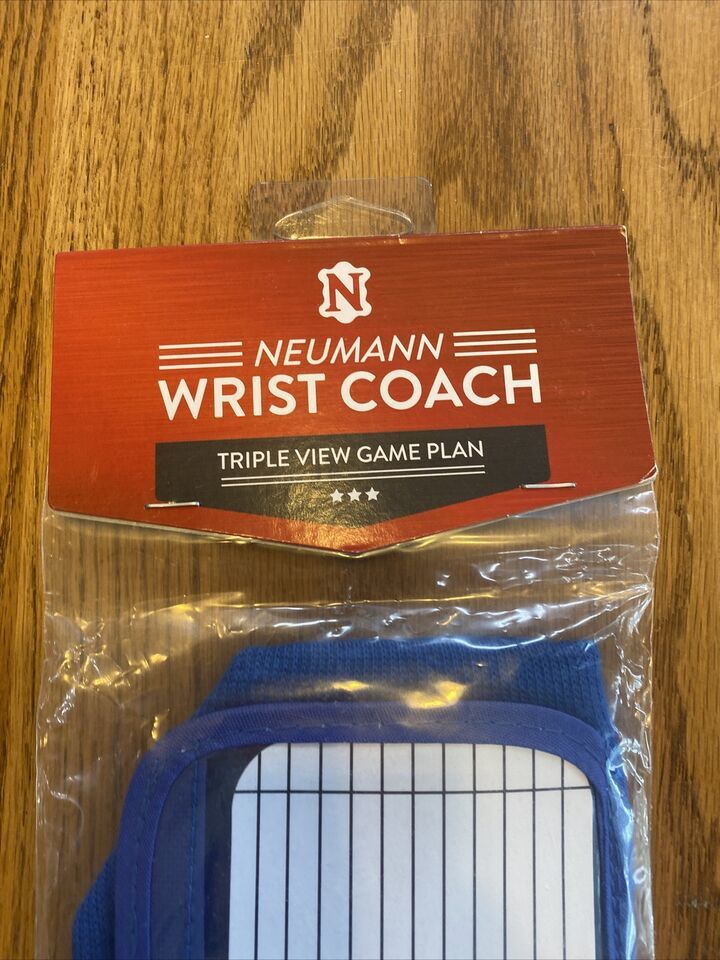 N
NEUMANN
WRIST COACH
TRIPLE VIEW GAME PLAN